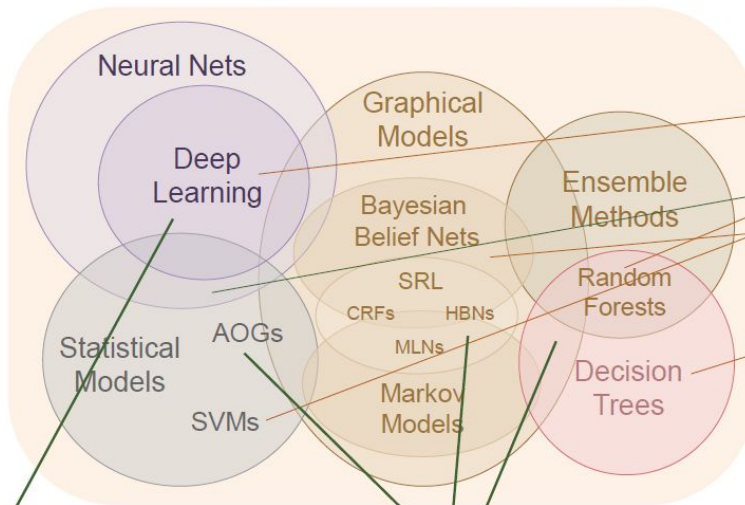 Neural Nets
Deep
Learning
Graphical
Models
Bayesian
Belief Nets
SRL
CRFs
HBNs
MLNs
Markov
Models
Ensemble
Methods
Random
Forests
Decision
Trees
Statistical
Models
AOGs
SVMs